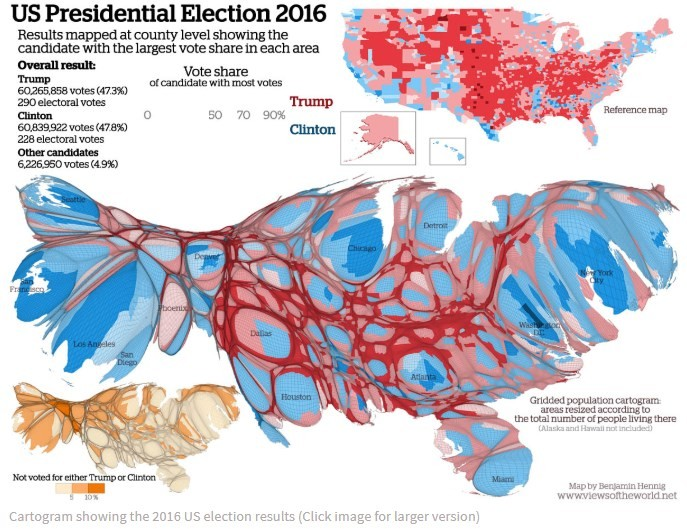 US Presidential Election 2016
Results mapped at county level showing the
candidate with the largest vote share in each area
Overall result:
Trump
60,265,858 votes (47.3%)
290 electoral votes
Clinton
60,839,922 votes (47.8%)
228 electoral votes
Other candidates
6,226,950 votes (4.9%)
Vote share
of candidate with most votes
0 50 70 90%
Trump
Clinton
Reference map
Seattle
San
Francisco
Los Angeles
San
Diego
Phoenix
Denver
Dallas
Houston
Chicago
Detroit
Atlanta
Washington
D.C.
New York
City
Miami
Gridded population cartogram:
areas resized according to
the total number of people living there
(Alaska and Hawaii not included)
Not voted for either Trump or Clinton
5 10%
Map by Benjamin Hennig
www.viewsoftheworld.net
Cartogram showing the 2016 US election results (Click image for larger version)